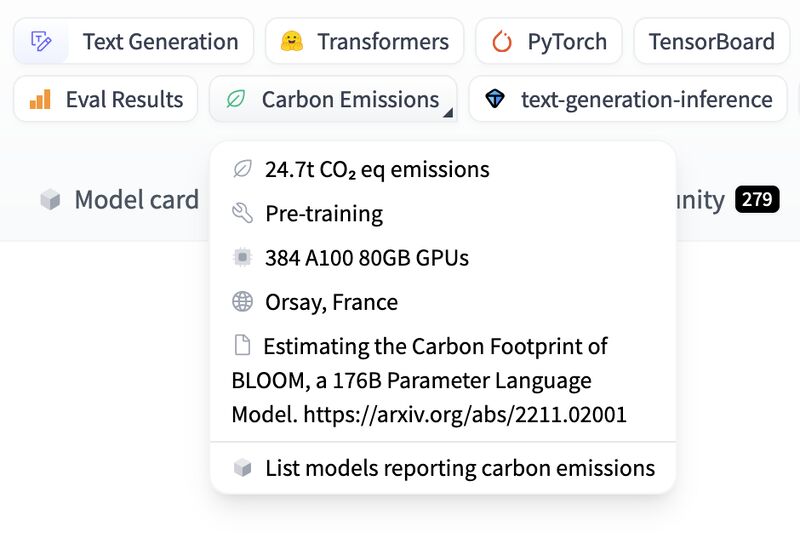 Text Generation Transformers PyTorch TensorBoard
Eval Results Carbon Emissions text-generation-inference
Model card unity 279
24.7t CO₂ eq emissions
Pre-training
384 A100 80GB GPUs
Orsay, France
Estimating the Carbon Footprint of
BLOOM, a 176B Parameter Language
Model. https://arxiv.org/abs/2211.02001
List models reporting carbon emissions